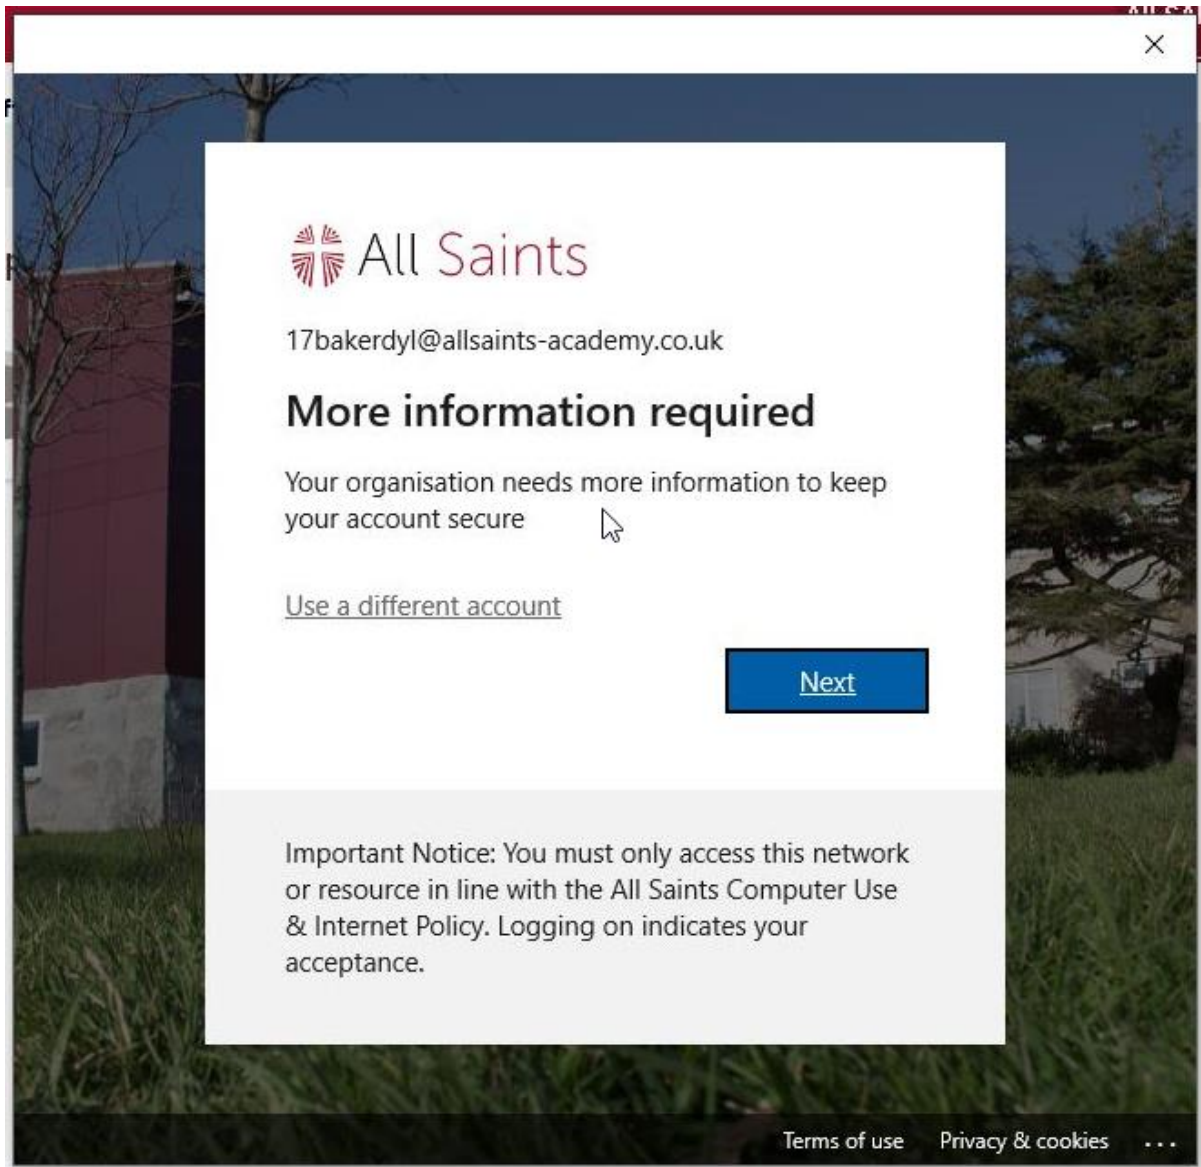 All Saints
17bakerdyl@allsaints-academy.co.uk
More information required
Your organisation needs more information to keep
your account secure
Use a different account
Next
Important Notice: You must only access this network
or resource in line with the All Saints Computer Use
& Internet Policy. Logging on indicates your
acceptance.
Terms of use Privacy & cookies ...